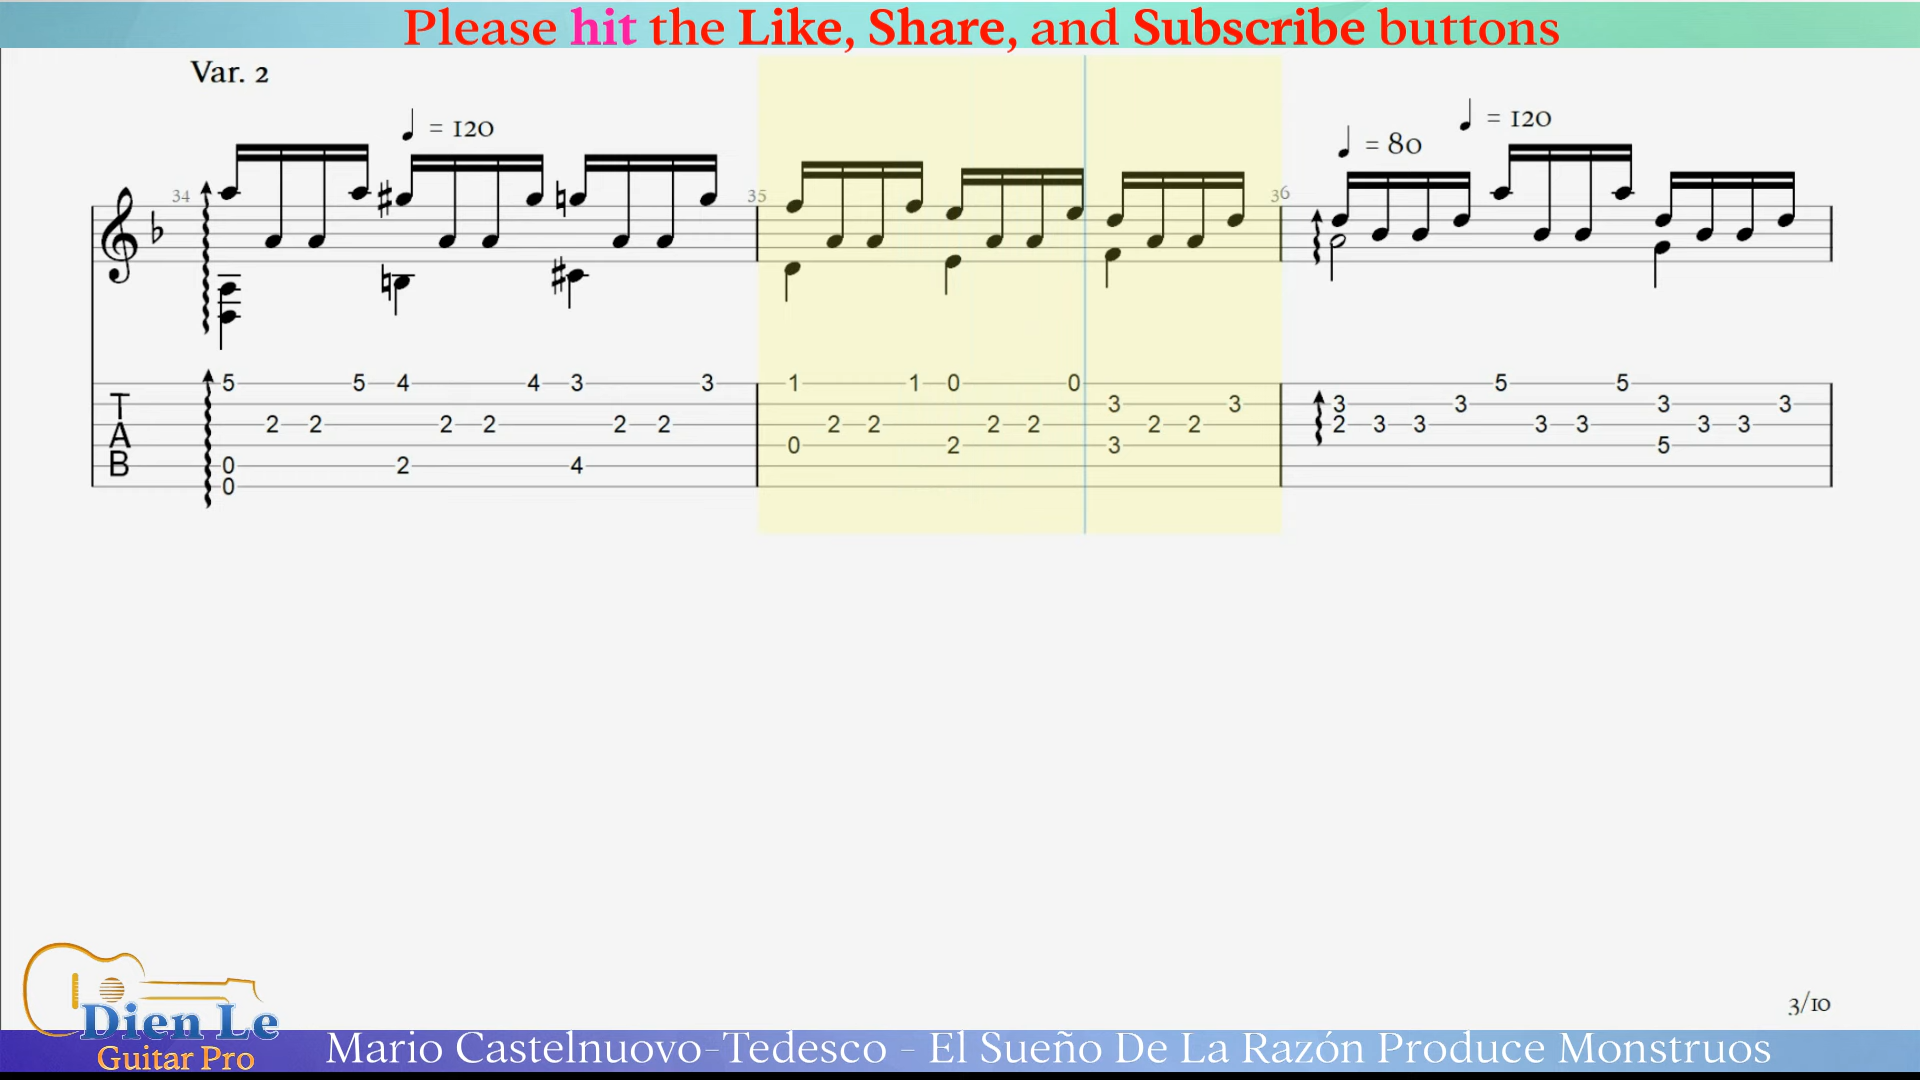 Please hit the Like, Share, and Subscribe buttons
Var. 2
= 120
= 80
= 120
34
35
36
5 5 4 4 3 3 1 1 0 0 5 5
3 3 3 3 3 3
2 2 2 2 2 2 2 2 2 2 2 2 2 3 3 3 3 3 3
0 2 3 5
0 2 4
0
TAB
3/10
Dien Le
Guitar Pro
Mario Castelnuovo-Tedesco - El Sueño De La Razón Produce Monstruos